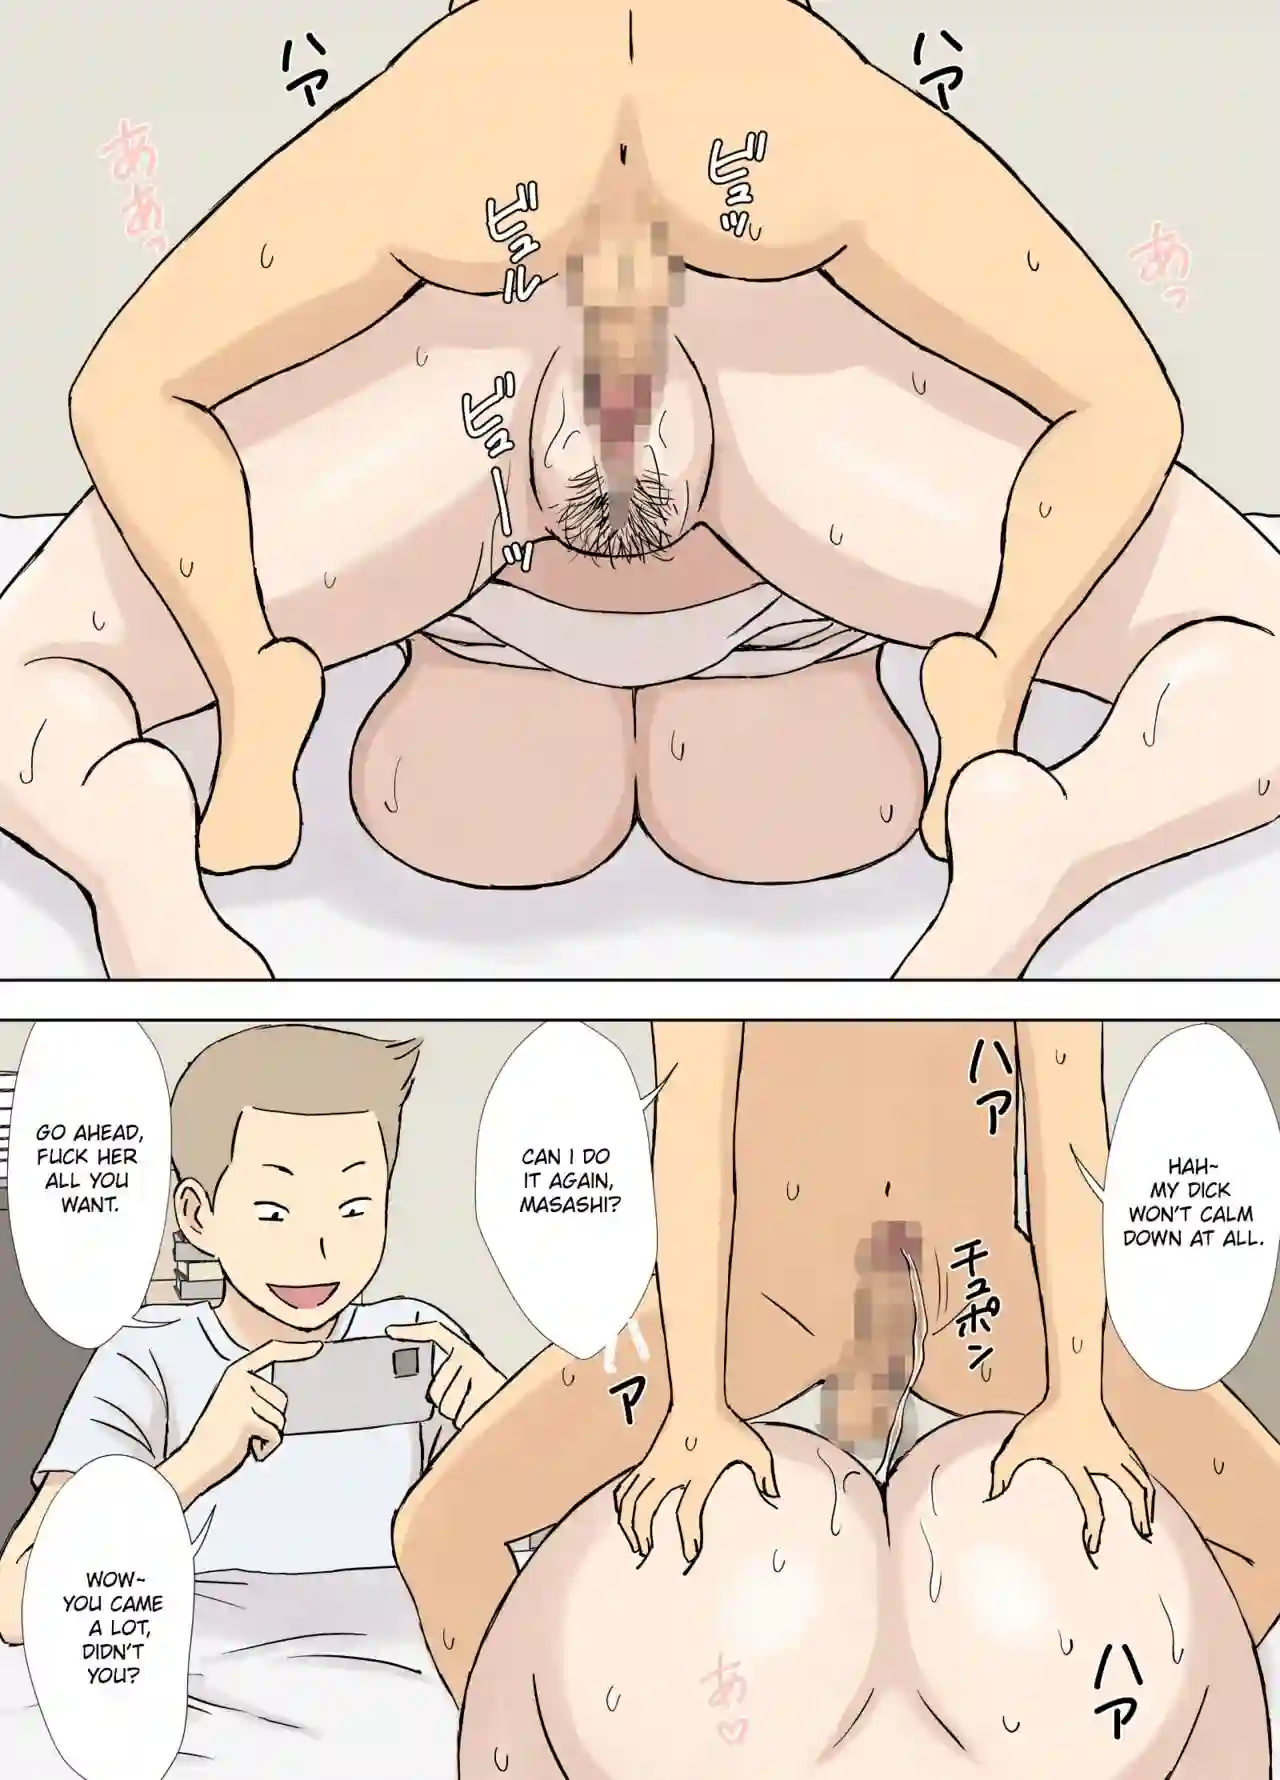 ハァ
ビュッ
あっ
ハァ
ビュル
ビューーッ
ああっ
HAH~
MY DICK
WON'T CALM
DOWN AT ALL.
ハァ
チュポン
CAN I DO
IT AGAIN,
MASASHI?
ハァ
GO AHEAD,
FUCK HER
ALL YOU
WANT.
WOW~
YOU CAME
A LOT,
DIDN'T
YOU?
ハァ
あ♡